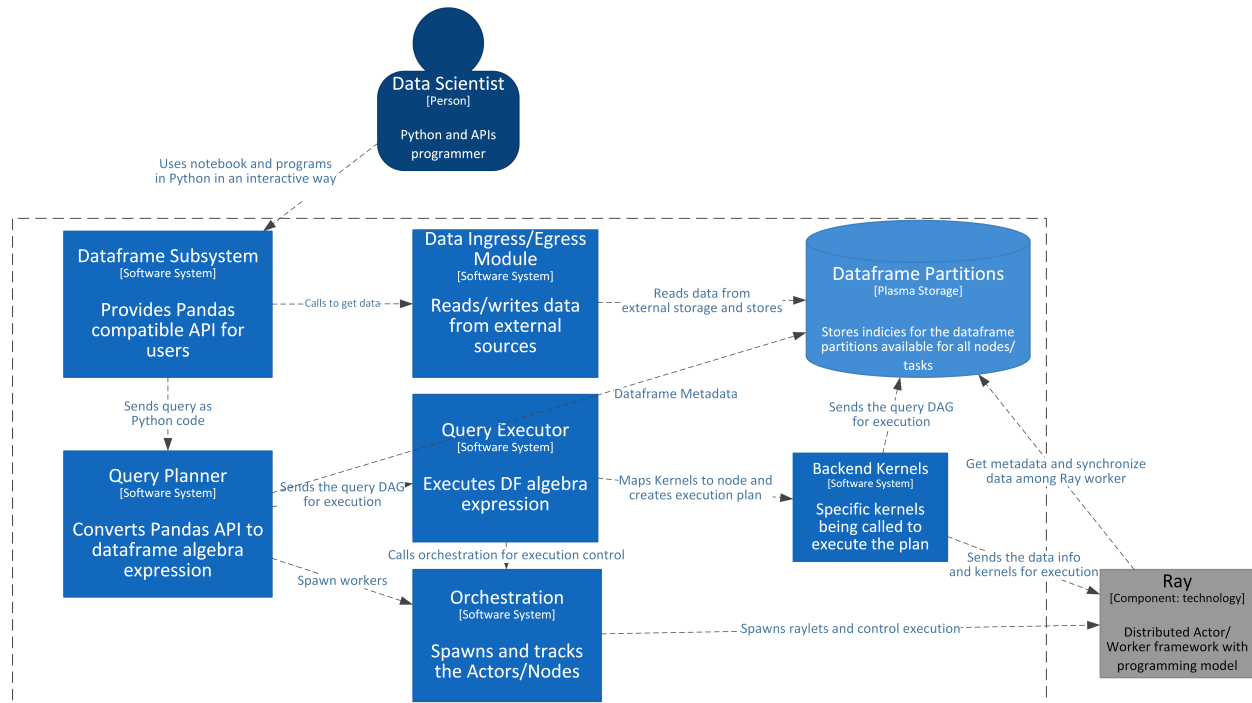 Data Scientist
[Person]
Python and APIs
programmer
Uses notebook and programs
in Python in an interactive way
Dataframe Subsystem
[Software System]
Provides Pandas
compatible API for
users
Calls to get data
Data Ingress/Egress
Module
[Software System]
Reads/writes data
from external
sources
Reads data from
external storage and stores
Dataframe Partitions
[Plasma Storage]
Stores indicies for the dataframe
partitions available for all nodes/
tasks
Dataframe Metadata
Sends query as
Python code
Query Planner
[Software System]
Converts Pandas API to
dataframe algebra
expression
Sends the query DAG
for execution
Query Executor
[Software System]
Executes DF algebra
expression
Maps Kernels to node and
creates execution plan
Sends the query DAG
for execution
Backend Kernels
[Software System]
Specific kernels
being called to
execute the plan
Get metadata and synchronize
data among Ray worker
Calls orchestration for execution control
Spawn workers
Orchestration
[Software System]
Spawns and tracks
the Actors/Nodes
Sends the data info
and kernels for execution
Spawns raylets and control execution
Ray
[Component: technology]
Distributed Actor/
Worker framework with
programming model